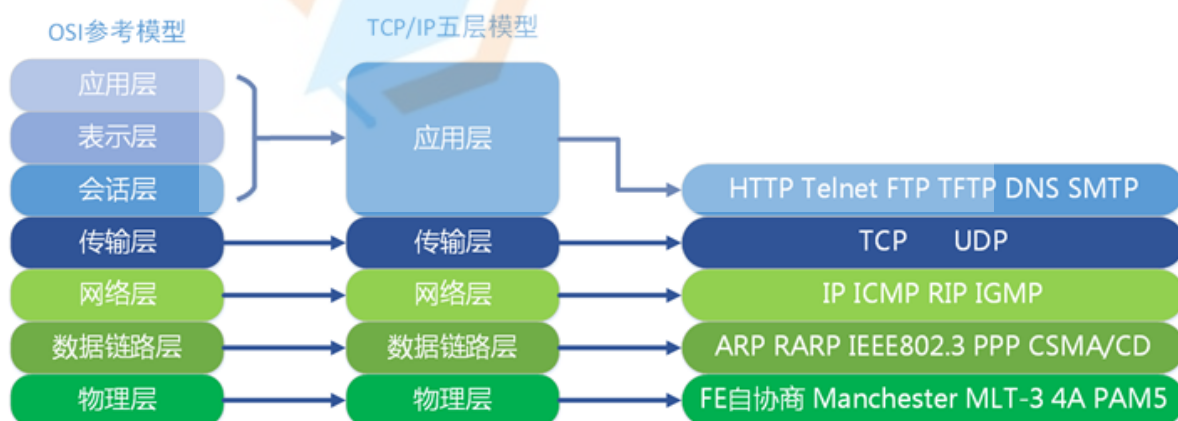 OSI参考模型
TCP/IP五层模型
应用层
表示层
会话层
应用层
HTTP Telnet FTP TFTP DNS SMTP
传输层
传输层
TCP UDP
网络层
网络层
IP ICMP RIP IGMP
数据链路层
数据链路层
ARP RARP IEEE802.3 PPP CSMA/CD
物理层
物理层
FE自协商 Manchester MLT-3 4A PAM5